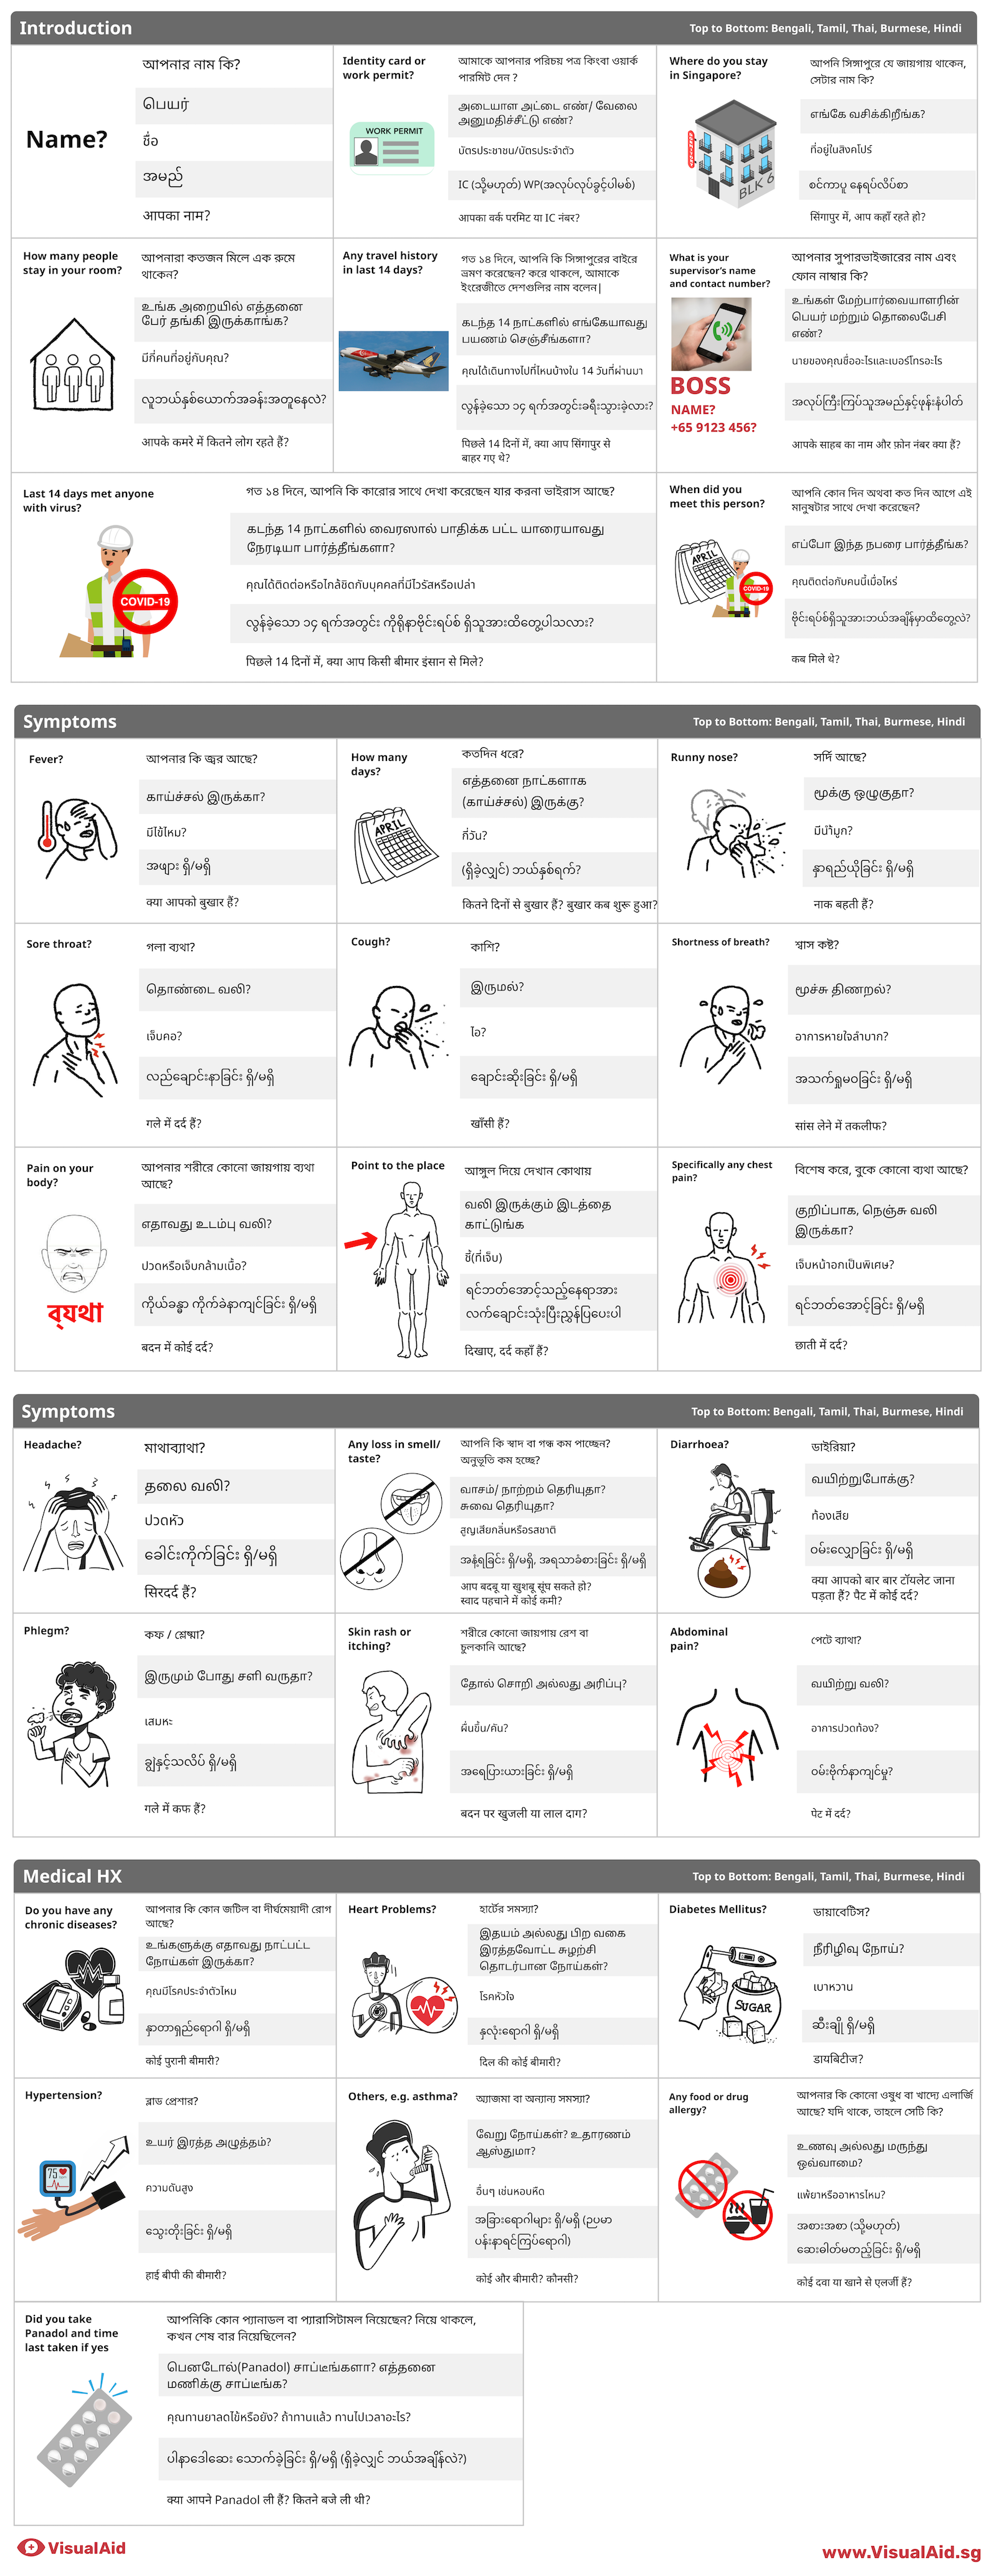 Introduction
Top to Bottom: Bengali, Tamil, Thai, Burmese, Hindi
Name?
আপনার নাম কি?
பெயர்
ชื่อ
အမည်
आपका नाम?
Identity card or
work permit?
WORK PERMIT
আমাকে আপনার পরিচয় পত্র কিংবা ওয়ার্ক
পারমিট দেন ?
அடையாள அட்டை எண்/ வேலை
அனுமதிச்சீட்டு எண்?
บัตรประชาชน/บัตรประจำตัว
IC (သို့မဟုတ်) WP(အလုပ်လုပ်ခွင့်ပါမစ်)
आपका वर्क परमिट या IC नंबर?
Where do you stay
in Singapore?
BLK 6
আপনি সিঙ্গাপুরে যে জায়গায় থাকেন,
সেটার নাম কি?
எங்கே வசிக்கிறீங்க?
ที่อยู่ในสิงคโปร์
စင်ကာပူ နေရပ်လိပ်စာ
सिंगापुर में, आप कहाँ रहते हो?
How many people
stay in your room?
আপনারা কতজন মিলে এক রুমে
থাকেন?
உங்க அறையில் எத்தனை
பேர் தங்கி இருக்காங்க?
มีกี่คนที่อยู่กับคุณ?
လူဘယ်နှစ်ယောက်အခန်းအတူနေလဲ?
आपके कमरे में कितने लोग रहते हैं?
Any travel history
in last 14 days?
গত ১৪ দিনে, আপনি কি সিঙ্গাপুরের বাইরে
ভ্রমণ করেছেন? করে থাকলে, আমাকে
ইংরেজীতে দেশগুলির নাম বলেন|
கடந்த 14 நாட்களில் எங்கேயாவது
பயணம் செஞ்சீங்களா?
คุณได้เดินทางไปที่ไหนบ้างใน 14 วันที่ผ่านมา
လွန်ခဲ့သော ၁၄ ရက်အတွင်းခရီးသွားခဲ့လား?
पिछले 14 दिनों में, क्या आप सिंगापुर से
बाहर गए थे?
What is your
supervisor's name
and contact number?
BOSS
NAME?
+65 9123 456?
আপনার সুপারভাইজারের নাম এবং
ফোন নাম্বার কি?
உங்கள் மேற்பார்வையாளரின்
பெயர் மற்றும் தொலைபேசி
எண்?
นายของคุณชื่ออะไรและเบอร์โทรอะไร
အလုပ်ကြီးကြပ်သူအမည်နှင့်ဖုန်းနံပါတ်
आपके साहब का नाम और फ़ोन नंबर क्या हैं?
Last 14 days met anyone
with virus?
COVID-19
গত ১৪ দিনে, আপনি কি কারোর সাথে দেখা করেছেন যার করনা ভাইরাস আছে?
கடந்த 14 நாட்களில் வைரஸால் பாதிக்க பட்ட யாரையாவது
நேரடியா பார்த்தீங்களா?
คุณได้ติดต่อหรือใกล้ชิดกับบุคคลที่มีไวรัสหรือเปล่า
လွန်ခဲ့သော ၁၄ ရက်အတွင်း ကိုရိုနာဗိုင်းရပ်စ် ရှိသူအားထိတွေ့ပါသလား?
पिछले 14 दिनों में, क्या आप किसी बीमार इंसान से मिले?
When did you
meet this person?
APRIL
COVID-19
আপনি কোন দিন অথবা কত দিন আগে এই
মানুষটার সাথে দেখা করেছেন?
எப்போ இந்த நபரை பார்த்தீங்க?
คุณติดต่อกับคนนี้เมื่อไหร่
ဗိုင်းရပ်စ်ရှိသူအားဘယ်အချိန်မှာထိတွေ့လဲ?
कब मिले थे?
Symptoms
Top to Bottom: Bengali, Tamil, Thai, Burmese, Hindi
Fever?
আপনার কি জ্বর আছে?
காய்ச்சல் இருக்கா?
มีไข้ไหม?
အဖျား ရှိ/မရှိ
क्या आपको बुखार हैं?
How many
days?
APRIL
কতদিন ধরে?
எத்தனை நாட்களாக
(காய்ச்சல்) இருக்கு?
กี่วัน?
(ရှိခဲ့လျှင်) ဘယ်နှစ်ရက်?
कितने दिनों से बुखार हैं? बुखार कब शुरू हुआ?
Runny nose?
সর্দি আছে?
மூக்கு ஒழுகுதா?
มีน้ำมูก?
နှာရည်ယိုခြင်း ရှိ/မရှိ
नाक बहती हैं?
Sore throat?
গলা ব্যথা?
தொண்டை வலி?
เจ็บคอ?
လည်ချောင်းနာခြင်း ရှိ/မရှိ
गले में दर्द हैं?
Cough?
কাশি?
இருமல்?
ไอ?
ချောင်းဆိုးခြင်း ရှိ/မရှိ
खाँसी हैं?
Shortness of breath?
শ্বাস কষ্ট?
மூச்சு திணறல்?
อาการหายใจลำบาก?
အသက်ရှုမဝခြင်း ရှိ/မရှိ
सांस लेने में तकलीफ?
Pain on your
body?
ব্যথা
আপনার শরীরে কোনো জায়গায় ব্যথা
আছে?
எதாவது உடம்பு வலி?
ปวดหรือเจ็บกล้ามเนื้อ?
ကိုယ်ခန္ဓာ ကိုက်ခဲနာကျင်ခြင်း ရှိ/မရှိ
बदन में कोई दर्द?
Point to the place
আঙ্গুল দিয়ে দেখান কোথায়
வலி இருக்கும் இடத்தை
காட்டுங்க
ชี้(ที่เจ็บ)
ရင်ဘတ်အောင့်သည့်နေရာအား
လက်ချောင်းသုံးပြီးညွှန်ပြပေးပါ
दिखाए, दर्द कहाँ हैं?
Specifically any chest
pain?
বিশেষ করে, বুকে কোনো ব্যথা আছে?
குறிப்பாக, நெஞ்சு வலி
இருக்கா?
เจ็บหน้าอกเป็นพิเศษ?
ရင်ဘတ်အောင့်ခြင်း ရှိ/မရှိ
छाती में दर्द?
Symptoms
Top to Bottom: Bengali, Tamil, Thai, Burmese, Hindi
Headache?
মাথাব্যাথা?
தலை வலி?
ปวดหัว
ခေါင်းကိုက်ခြင်း ရှိ/မရှိ
सिरदर्द हैं?
Any loss in smell/
taste?
আপনি কি স্বাদ বা গন্ধ কম পাচ্ছেন?
অনুভূতি কম হচ্ছে?
வாசம்/ நாற்றம் தெரியுதா?
சுவை தெரியுதா?
สูญเสียกลิ่นหรือรสชาติ
အနံ့ရခြင်း ရှိ/မရှိ, အရသာခံစားခြင်း ရှိ/မရှိ
आप बदबू या खुशबू सूंघ सकते हो?
स्वाद पहचाने में कोई कमी?
Diarrhoea?
ডাইরিয়া?
வயிற்றுபோக்கு?
ท้องเสีย
ဝမ်းလျှောခြင်း ရှိ/မရှိ
क्या आपको बार बार टॉयलेट जाना
पड़ता हैं? पैट में कोई दर्द?
Phlegm?
কফ / শ্লেষ্মা?
இருமும் போது சளி வருதா?
เสมหะ
ချွဲနှင့်သလိပ် ရှိ/မရှိ
गले में कफ हैं?
Skin rash or
itching?
শরীরে কোনো জায়গায় রেশ বা
চুলকানি আছে?
தோல் சொறி அல்லது அரிப்பு?
ผื่นขึ้น/คัน?
အရေပြားယားခြင်း ရှိ/မရှိ
बदन पर खुजली या लाल दाग?
Abdominal
pain?
পেটে ব্যাথা?
வயிற்று வலி?
อาการปวดท้อง?
ဝမ်းဗိုက်နာကျင်မှု?
पेट में दर्द?
Medical HX
Top to Bottom: Bengali, Tamil, Thai, Burmese, Hindi
Do you have any
chronic diseases?
আপনার কি কোন জটিল বা দীর্ঘমেয়াদী রোগ
আছে?
உங்களுக்கு எதாவது நாட்பட்ட
நோய்கள் இருக்கா?
คุณมีโรคประจำตัวไหม
နာတာရှည်ရောဂါ ရှိ/မရှိ
कोई पुरानी बीमारी?
Heart Problems?
হার্টের সমস্যা?
இதயம் அல்லது பிற வகை
இரத்தவோட்ட சுழற்சி
தொடர்பான நோய்கள்?
โรคหัวใจ
နှလုံးရောဂါ ရှိ/မရှိ
दिल की कोई बीमारी?
Diabetes Mellitus?
SUGAR
ডায়াবেটিস?
நீரிழிவு நோய்?
เบาหวาน
ဆီးချို ရှိ/မရှိ
डायबिटीज?
Hypertension?
75
ব্লাড প্রেশার?
உயர் இரத்த அழுத்தம்?
ความดันสูง
သွေးတိုးခြင်း ရှိ/မရှိ
हाई बीपी की बीमारी?
Others, e.g. asthma?
অ্যাজমা বা অন্যান্য সমস্যা?
வேறு நோய்கள்? உதாரணம்
ஆஸ்துமா?
อื่นๆ เช่นหอบหืด
အခြားရောဂါများ ရှိ/မရှိ (ဥပမာ
ပန်းနာရင်ကြပ်ရောဂါ)
कोई और बीमारी? कौनसी?
Any food or drug
allergy?
আপনার কি কোনো ওষুধ বা খাদ্যে এলার্জি
আছে? যদি থাকে, তাহলে সেটি কি?
உணவு அல்லது மருந்து
ஒவ்வாமை?
แพ้ยาหรืออาหารไหม?
အစားအစာ (သို့မဟုတ်)
ဆေးဓါတ်မတည့်ခြင်း ရှိ/မရှိ
कोई दवा या खाने से एलर्जी हैं?
Did you take
Panadol and time
last taken if yes
আপনিকি কোন প্যানাডল বা প্যারাসিটামল নিয়েছেন? নিয়ে থাকলে,
কখন শেষ বার নিয়েছিলেন?
பெனடோல்(Panadol) சாப்டீங்களா? எத்தனை
மணிக்கு சாப்டீங்க?
คุณทานยาลดไข้หรือยัง? ถ้าทานแล้ว ทานไปเวลาอะไร?
ပါနာဒေါဆေး သောက်ခဲ့ခြင်း ရှိ/မရှိ (ရှိခဲ့လျှင် ဘယ်အချိန်လဲ?)
क्या आपने Panadol ली हैं? कितने बजे ली थी?
VisualAid
www.VisualAid.sg